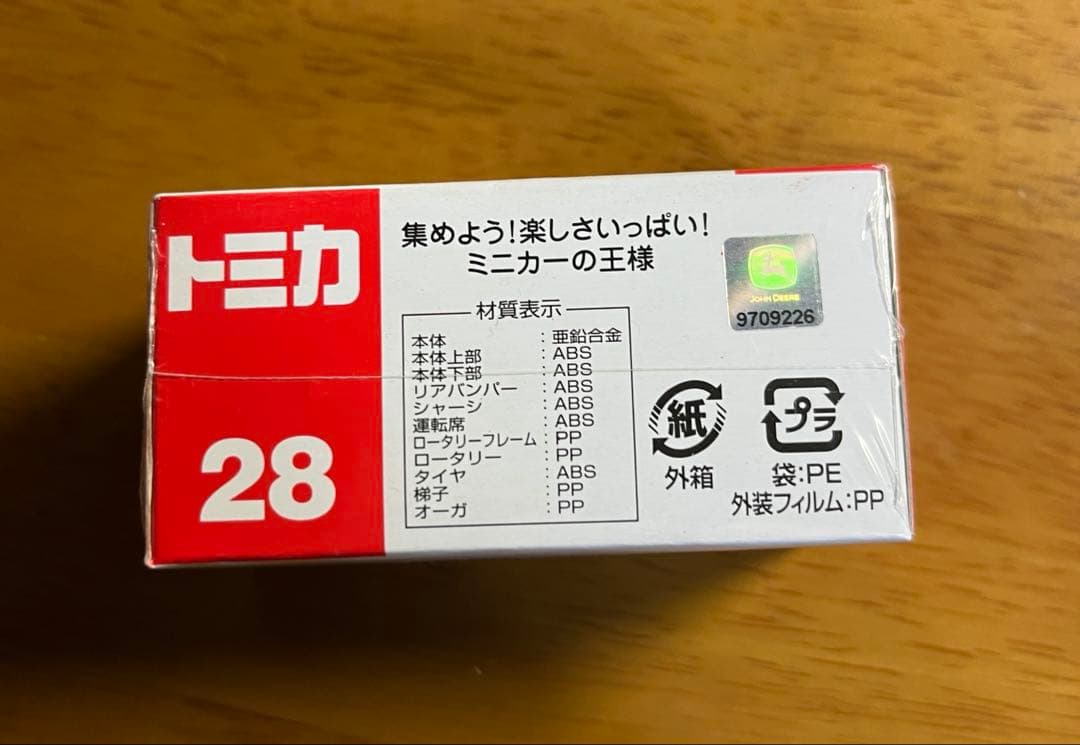 トミカ
28
集めよう!楽しさいっぱい!
ミニカーの王様
材質表示
本体 : 亜鉛合金
本体上部 : ABS
本体下部 : ABS
リアバンパー : ABS
シャーシ : ABS
運転席 : ABS
ロータリーフレーム : PP
ロータリー : PP
タイヤ : ABS
梯子 : PP
オーガ : PP
JOHN DEERE
9709226
紙
外箱
プラ
袋:PE
外装フィルム:PP